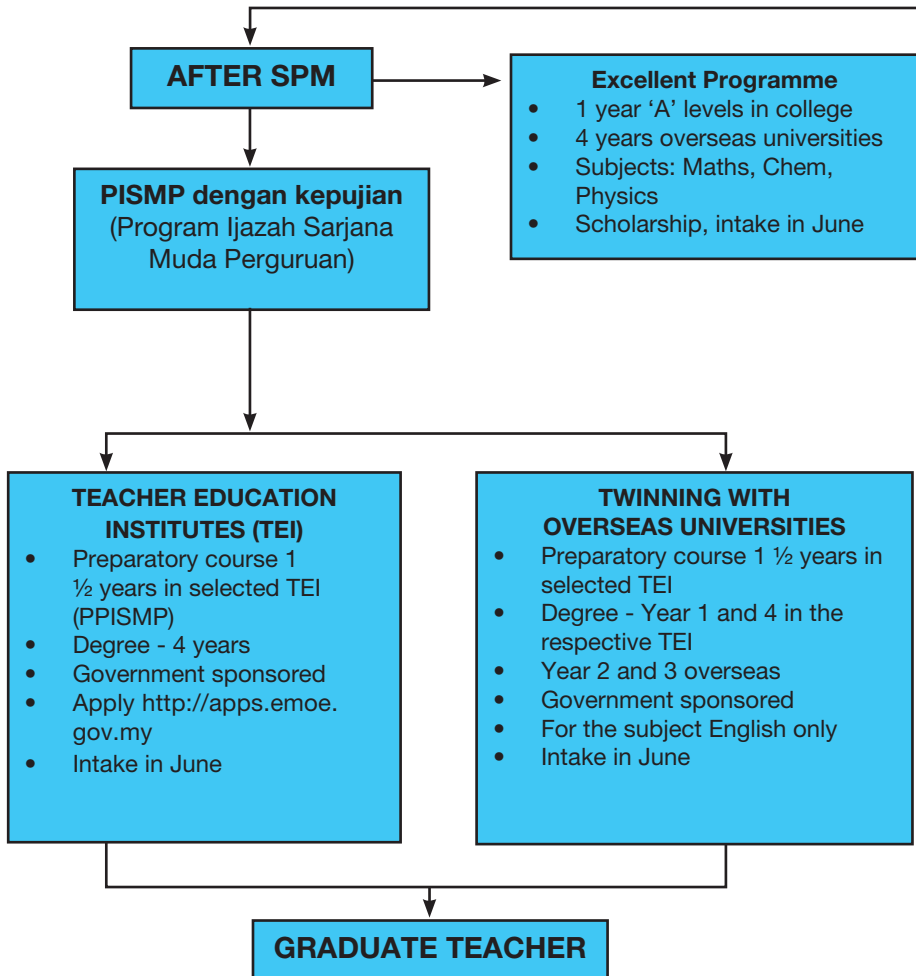 AFTER SPM
Excellent Programme
• 1 year ‘A’ levels in college
• 4 years overseas universities
• Subjects: Maths, Chem,
Physics
• Scholarship, intake in June
PISMP dengan kepujian
(Program Ijazah Sarjana
Muda Perguruan)
TEACHER EDUCATION
INSTITUTES (TEI)
• Preparatory course 1
½ years in selected TEI
(PPISMP)
• Degree - 4 years
• Government sponsored
• Apply http://apps.emoe.
gov.my
• Intake in June
TWINNING WITH
OVERSEAS UNIVERSITIES
• Preparatory course 1 ½ years in
selected TEI
• Degree - Year 1 and 4 in the
respective TEI
• Year 2 and 3 overseas
• Government sponsored
• For the subject English only
• Intake in June
GRADUATE TEACHER